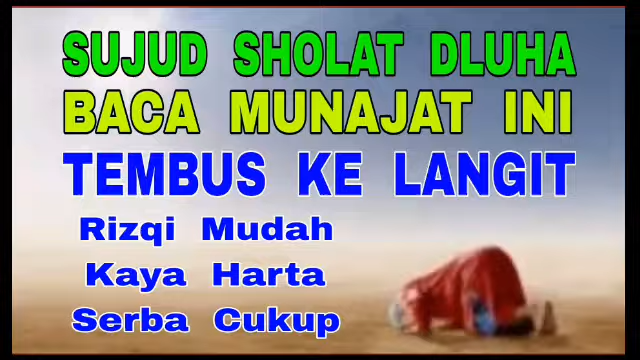 SUJUD SHOLAT DLUHA
BACA MUNAJAT INI
TEMBUS KE LANGIT
Rizqi Mudah
Kaya Harta
Serba Cukup